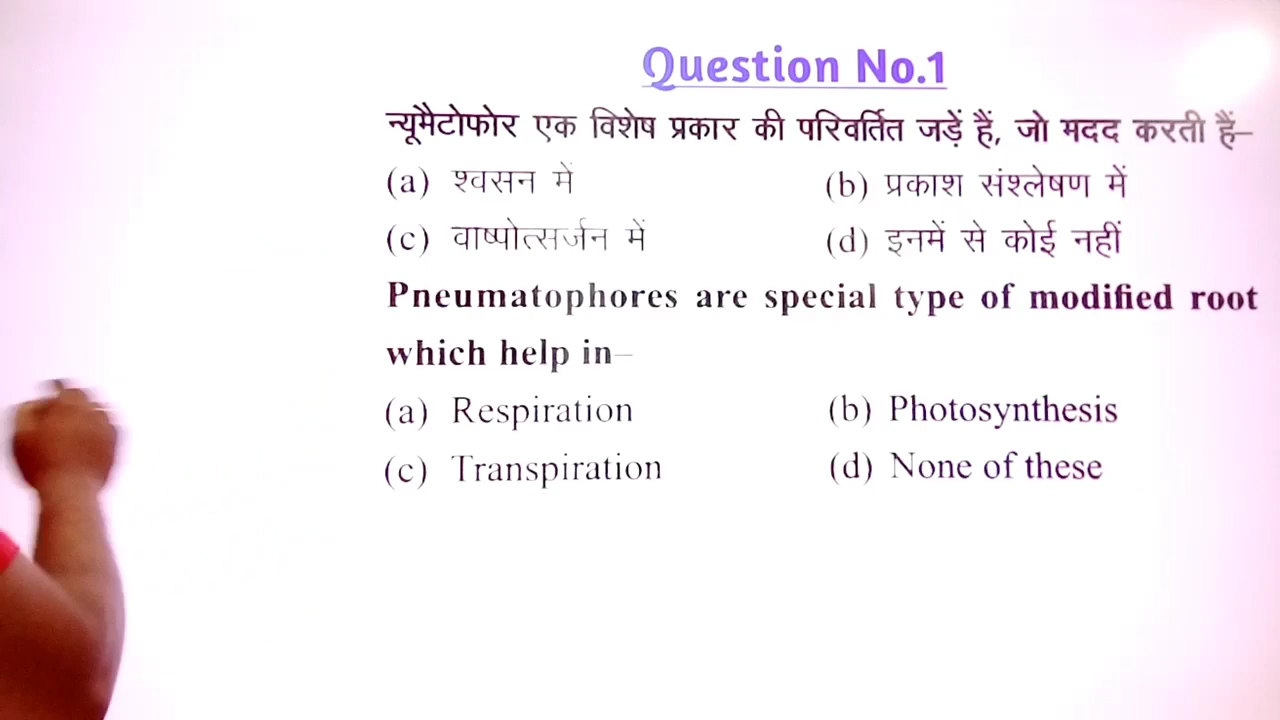 Question No.1
न्यूमैटोफोर एक विशेष प्रकार की परिवर्तित जड़ें हैं, जो मदद करती हैं–
(a) श्वसन में (b) प्रकाश संश्लेषण में
(c) वाष्पोत्सर्जन में (d) इनमें से कोई नहीं
Pneumatophores are special type of modified root
which help in–
(a) Respiration (b) Photosynthesis
(c) Transpiration (d) None of these